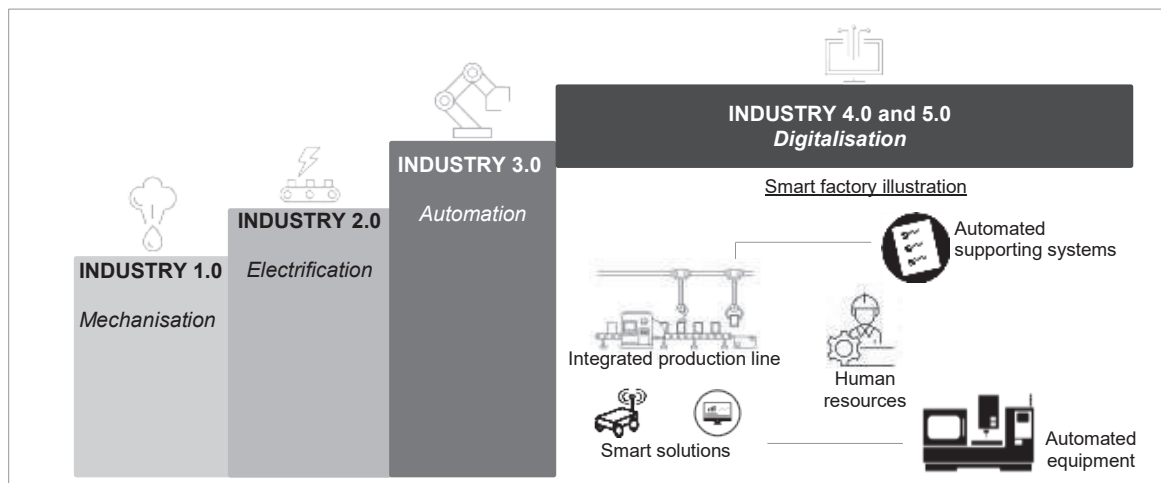 INDUSTRY 1.0
Mechanisation
INDUSTRY 2.0
Electrification
INDUSTRY 3.0
Automation
INDUSTRY 4.0 and 5.0
Digitalisation
Smart factory illustration
Automated
supporting systems
Integrated production line
Human
resources
Smart solutions
Automated
equipment